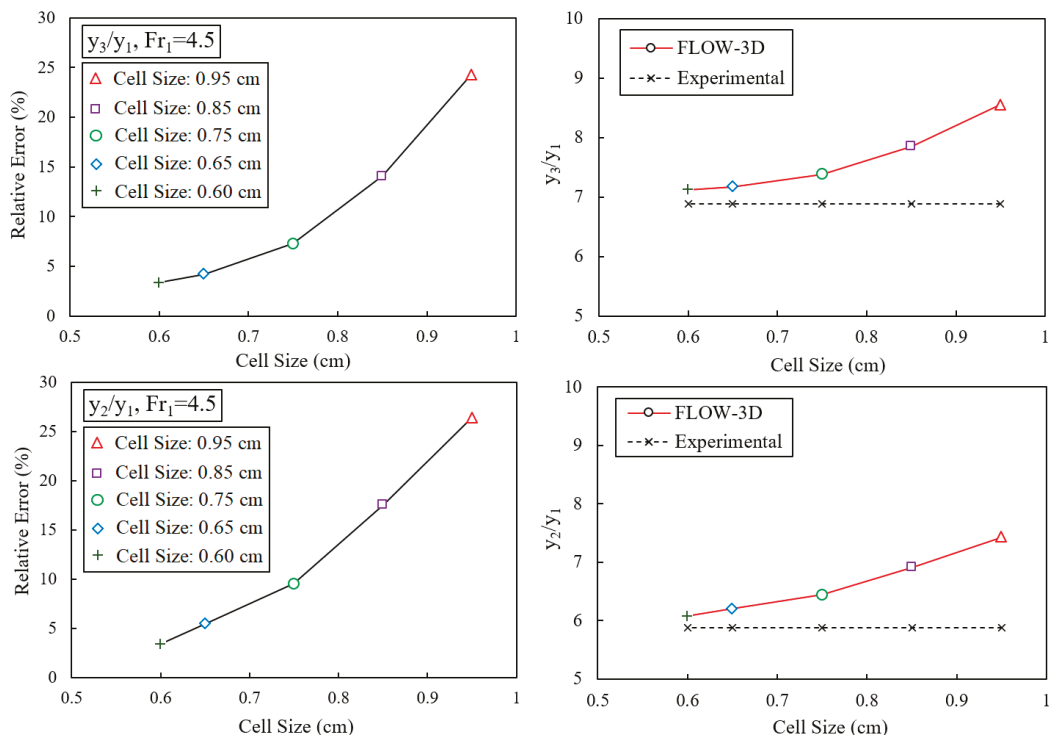 30
25
20
15
10
5
0
Relative Error (%)
y3/y1, Fr1=4.5
Cell Size: 0.95 cm
Cell Size: 0.85 cm
Cell Size: 0.75 cm
Cell Size: 0.65 cm
Cell Size: 0.60 cm
0.5 0.6 0.7 0.8 0.9 1
Cell Size (cm)
10
9
8
7
6
5
y3/y1
FLOW-3D
Experimental
0.5 0.6 0.7 0.8 0.9 1
Cell Size (cm)
30
25
20
15
10
5
0
Relative Error (%)
y2/y1, Fr1=4.5
Cell Size: 0.95 cm
Cell Size: 0.85 cm
Cell Size: 0.75 cm
Cell Size: 0.65 cm
Cell Size: 0.60 cm
0.5 0.6 0.7 0.8 0.9 1
Cell Size (cm)
10
9
8
7
6
5
y2/y1
FLOW-3D
Experimental
0.5 0.6 0.7 0.8 0.9 1
Cell Size (cm)